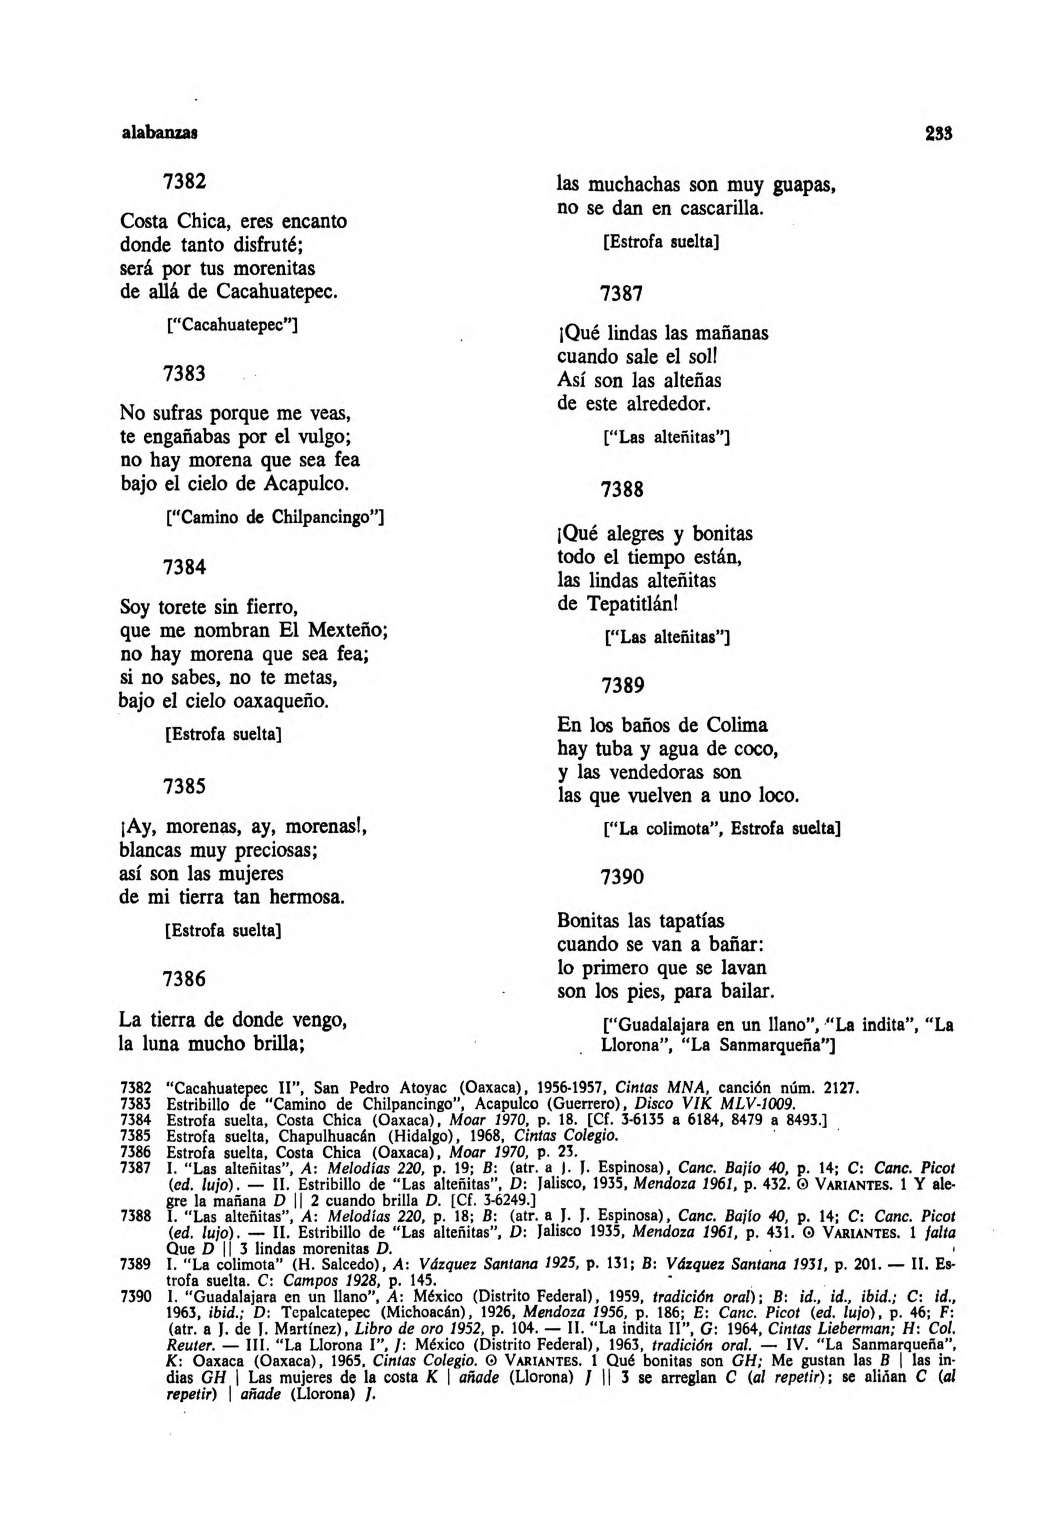 alabanzas 233
7382
Costa Chica, eres encanto
donde tanto disfruté;
será por tus morenitas
de allá de Cacahuatepec.
["Cacahuatepec"]
7383
No sufras porque me veas,
te engañabas por el vulgo;
no hay morena que sea fea
bajo el cielo de Acapulco.
["Camino de Chilpancingo"]
7384
Soy torete sin fierro,
que me nombran El Mexteño;
no hay morena que sea fea;
si no sabes, no te metas,
bajo el cielo oaxaqueño.
[Estrofa suelta]
7385
¡Ay, morenas, ay, morenas!,
blancas muy preciosas;
así son las mujeres
de mi tierra tan hermosa.
[Estrofa suelta]
7386
La tierra de donde vengo,
la luna mucho brilla;
las muchachas son muy guapas,
no se dan en cascarilla.
[Estrofa suelta]
7387
¡Qué lindas las mañanas
cuando sale el sol!
Así son las alteñas
de este alrededor.
["Las alteñitas"]
7388
¡Qué alegres y bonitas
todo el tiempo están,
las lindas alteñitas
de Tepatitlán!
["Las alteñitas"]
7389
En los baños de Colima
hay tuba y agua de coco,
y las vendedoras son
las que vuelven a uno loco.
["La colimota", Estrofa suelta]
7390
Bonitas las tapatías
cuando se van a bañar:
lo primero que se lavan
son los pies, para bailar.
["Guadalajara en un llano", "La indita", "La
Llorona", "La Sanmarqueña"]
7382 "Cacahuatepec II", San Pedro Atoyac (Oaxaca), 1956-1957, Cintas MNA, canción núm. 2127.
7383 Estribillo de "Camino de Chilpancingo", Acapulco (Guerrero), Disco VIK MLV-1009.
7384 Estrofa suelta, Costa Chica (Oaxaca), Moar 1970, p. 18. [Cf. 3-6135 a 6184, 8479 a 8493.]
7385 Estrofa suelta, Chapulhuacán (Hidalgo), 1968, Cintas Colegio.
7386 Estrofa suelta, Costa Chica (Oaxaca), Moar 1970, p. 23.
7387 I. "Las alteñitas", A: Melodías 220, p. 19; B: (atr. a J. J. Espinosa), Canc. Bajío 40, p. 14; C: Canc. Picot
(ed. lujo). — II. Estribillo de "Las alteñitas", D: Jalisco, 1935, Mendoza 1961, p. 432. ⊙ VARIANTES. 1 Y ale-
gre la mañana D || 2 cuando brilla D. [Cf. 3-6249.]
7388 I. "Las alteñitas", A: Melodías 220, p. 18; B: (atr. a J. J. Espinosa), Canc. Bajío 40, p. 14; C: Canc. Picot
(ed. lujo). — II. Estribillo de "Las alteñitas", D: Jalisco 1935, Mendoza 1961, p. 431. ⊙ VARIANTES. 1 falta
Que D || 3 lindas morenitas D.
7389 I. "La colimota" (H. Salcedo), A: Vázquez Santana 1925, p. 131; B: Vázquez Santana 1931, p. 201. — II. Es-
trofa suelta. C: Campos 1928, p. 145.
7390 I. "Guadalajara en un llano", A: México (Distrito Federal), 1959, tradición oral); B: id., id., ibid.; C: id.,
1963, ibid.; D: Tepalcatepec (Michoacán), 1926, Mendoza 1956, p. 186; E: Canc. Picot (ed. lujo), p. 46; F:
(atr. a J. de J. Martínez), Libro de oro 1952, p. 104. — II. "La indita II", G: 1964, Cintas Lieberman; H: Col.
Reuter. — III. "La Llorona I", J: México (Distrito Federal), 1963, tradición oral. — IV. "La Sanmarqueña",
K: Oaxaca (Oaxaca), 1965, Cintas Colegio. ⊙ VARIANTES. 1 Qué bonitas son GH; Me gustan las B | las in-
dias GH | Las mujeres de la costa K | añade (Llorona) J || 3 se arreglan C (al repetir); se aliñan C (al
repetir) | añade (Llorona) J.